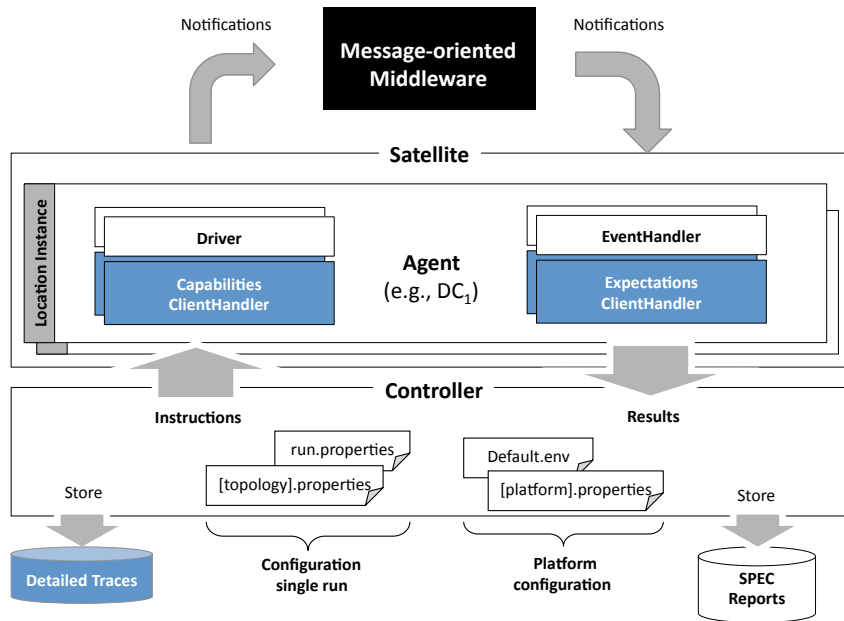 Notifications
Message-oriented
Middleware
Notifications
Satellite
Location Instance
Driver
Capabilities
ClientHandler
Agent
(e.g., DC₁)
EventHandler
Expectations
ClientHandler
Controller
Instructions
Results
run.properties
[topology].properties
Default.env
[platform].properties
Store
Store
Detailed Traces
Configuration
single run
Platform
configuration
SPEC
Reports